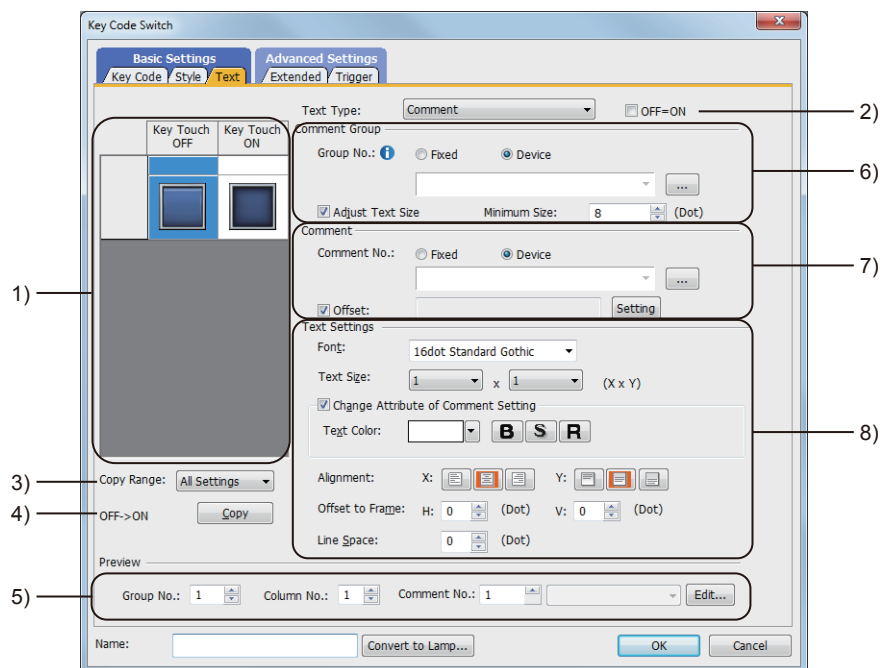 Key Code Switch
Basic Settings Advanced Settings
Key Code Style Text Extended Trigger
Text Type: Comment OFF=ON 2)
Key Touch OFF Key Touch ON
Comment Group
Group No.: Fixed Device
... 6)
Adjust Text Size Minimum Size: 8 (Dot)
Comment
Comment No.: Fixed Device
... 7)
1)
Offset: Setting
Text Settings
Font: 16dot Standard Gothic
Text Size: 1 x 1 (X x Y)
Change Attribute of Comment Setting
Text Color: B S R 8)
3) Copy Range: All Settings Alignment: X: Y:
4) OFF->ON Copy Offset to Frame: H: 0 (Dot) V: 0 (Dot)
Line Space: 0 (Dot)
Preview
5) Group No.: 1 Column No.: 1 Comment No.: 1 Edit...
Name: Convert to Lamp... OK Cancel